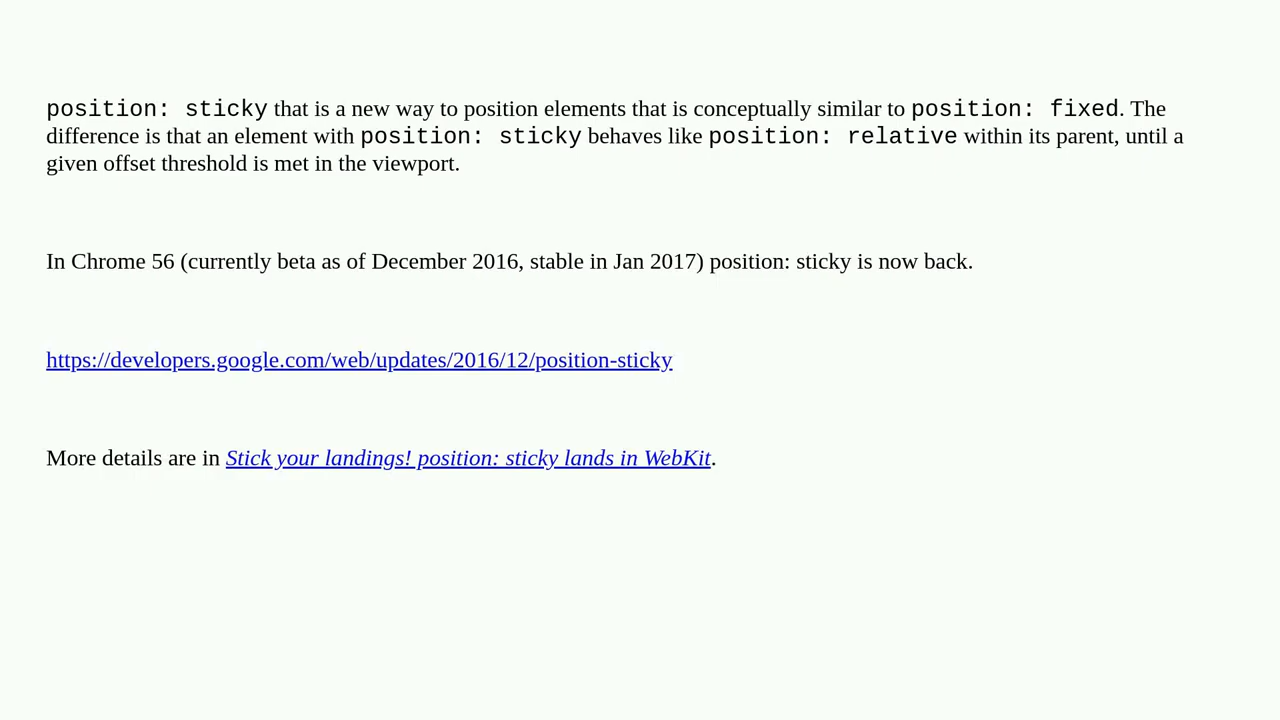 position: sticky that is a new way to position elements that is conceptually similar to position: fixed. The
difference is that an element with position: sticky behaves like position: relative within its parent, until a
given offset threshold is met in the viewport.
In Chrome 56 (currently beta as of December 2016, stable in Jan 2017) position: sticky is now back.
https://developers.google.com/web/updates/2016/12/position-sticky
More details are in Stick your landings! position: sticky lands in WebKit.